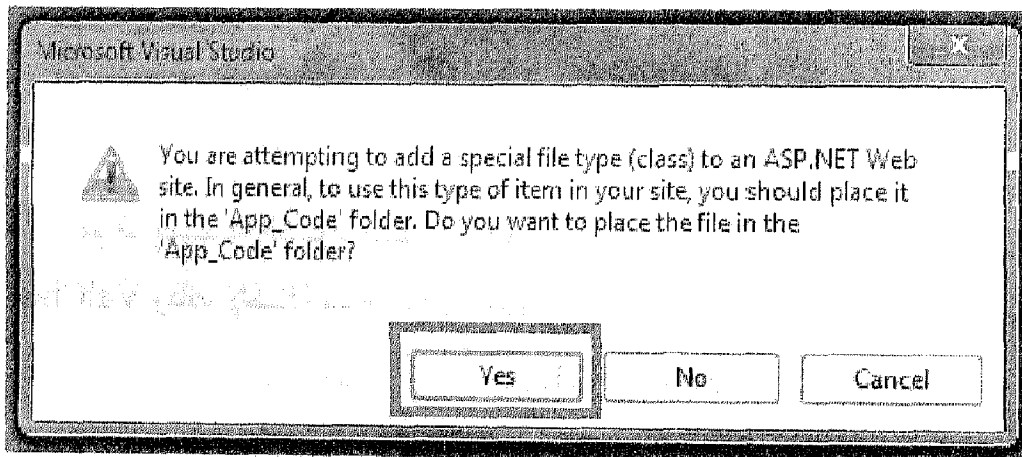 Microsoft Visual Studio
X
You are attempting to add a special file type (class) to an ASP.NET Web
site. In general, to use this type of item in your site, you should place it
in the 'App_Code' folder. Do you want to place the file in the
'App_Code' folder?
Yes No Cancel